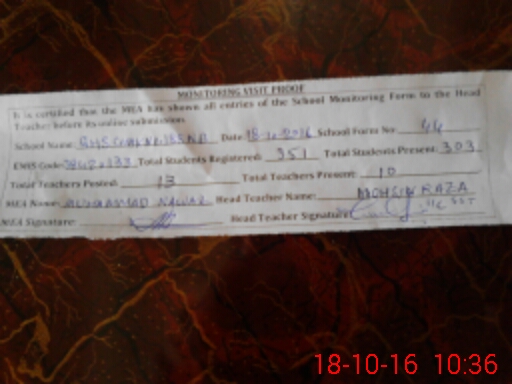 MONITORING VISIT PROOF
It is certified that the MEA has shown all entries of the School Monitoring Form to the Head
Teacher before its online submission.
School Name: Date 18-10-2016 School Form No. 44
EMIS Code: Total Students Registered: 351 Total Students Present: 303
Total Teachers Posted: 13 Total Teachers Present: 10
MEA Name: MUHAMMAD NAWAZ Head Teacher Name: MOHSIN RAZA
MEA Signature: Head Teacher Signature: SST
18-10-16 10:36